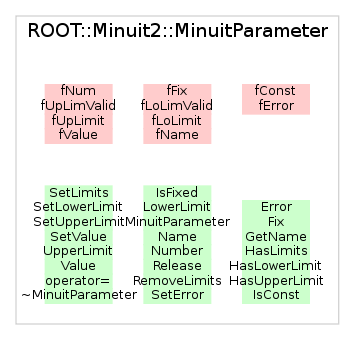 ROOT::Minuit2::MinuitParameter
fNum
fUpLimValid
fUpLimit
fValue
fFix
fLoLimValid
fLoLimit
fName
fConst
fError
SetLimits
SetLowerLimit
SetUpperLimit
SetValue
UpperLimit
Value
operator=
~MinuitParameter
IsFixed
LowerLimit
MinuitParameter
Name
Number
Release
RemoveLimits
SetError
Error
Fix
GetName
HasLimits
HasLowerLimit
HasUpperLimit
IsConst